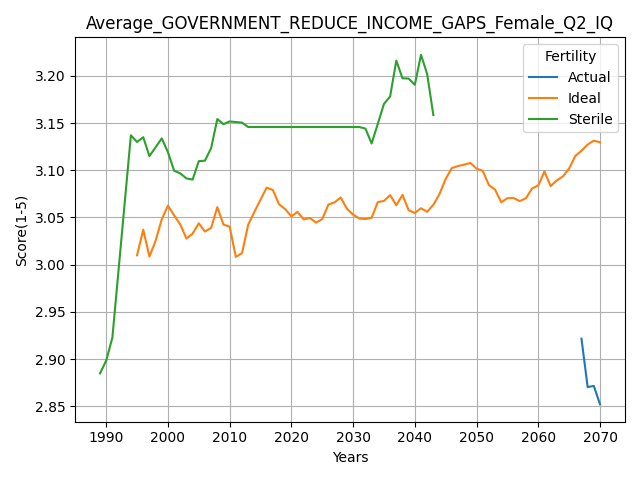 Average_GOVERNMENT_REDUCE_INCOME_GAPS_Female_Q2_IQ
Fertility
Actual
Ideal
Sterile
Score(1-5)
3.20
3.15
3.10
3.05
3.00
2.95
2.90
2.85
1990 2000 2010 2020 2030 2040 2050 2060 2070
Years